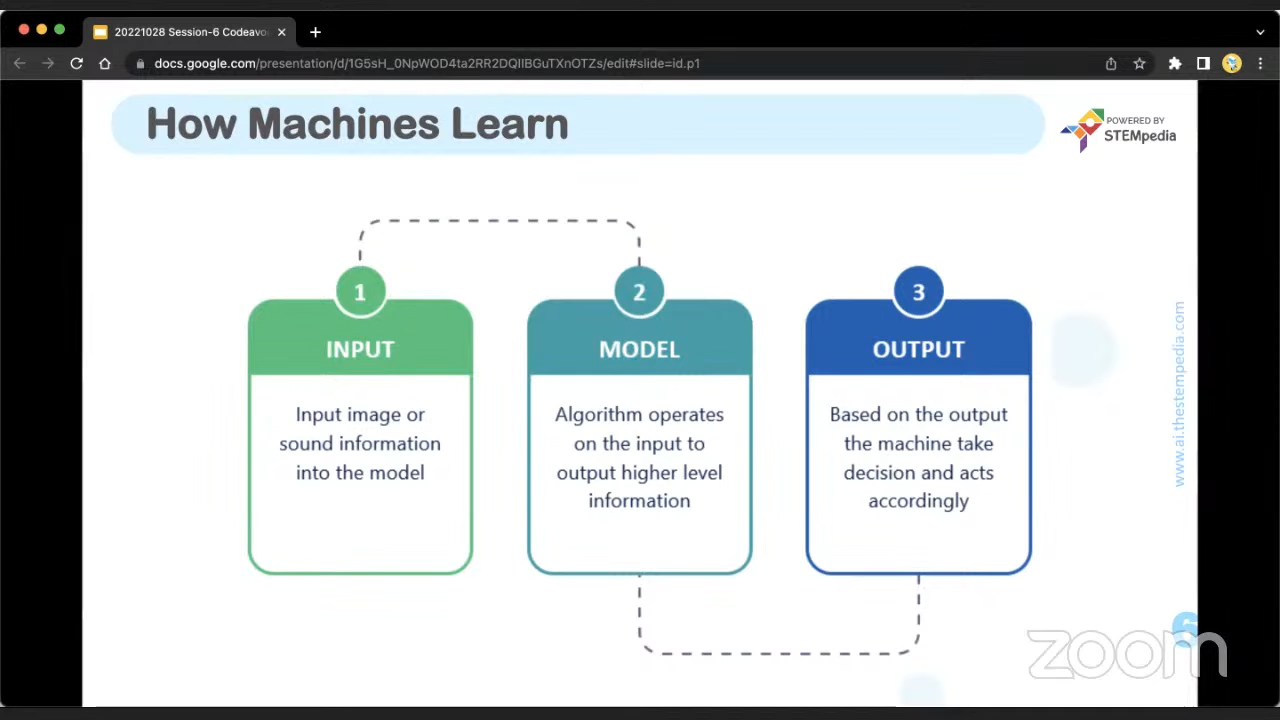 20221028 Session-6 Codeavo
docs.google.com/presentation/d/1G5sH_0NpWOD4ta2RR2DQIIBGuTXnOTZs/edit#slide=id.p1
How Machines Learn
POWERED BY
STEMpedia
1
2
3
INPUT
MODEL
OUTPUT
Input image or
sound information
into the model
Algorithm operates
on the input to
output higher level
information
Based on the output
the machine take
decision and acts
accordingly
www.ai.thestempedia.com
zoom